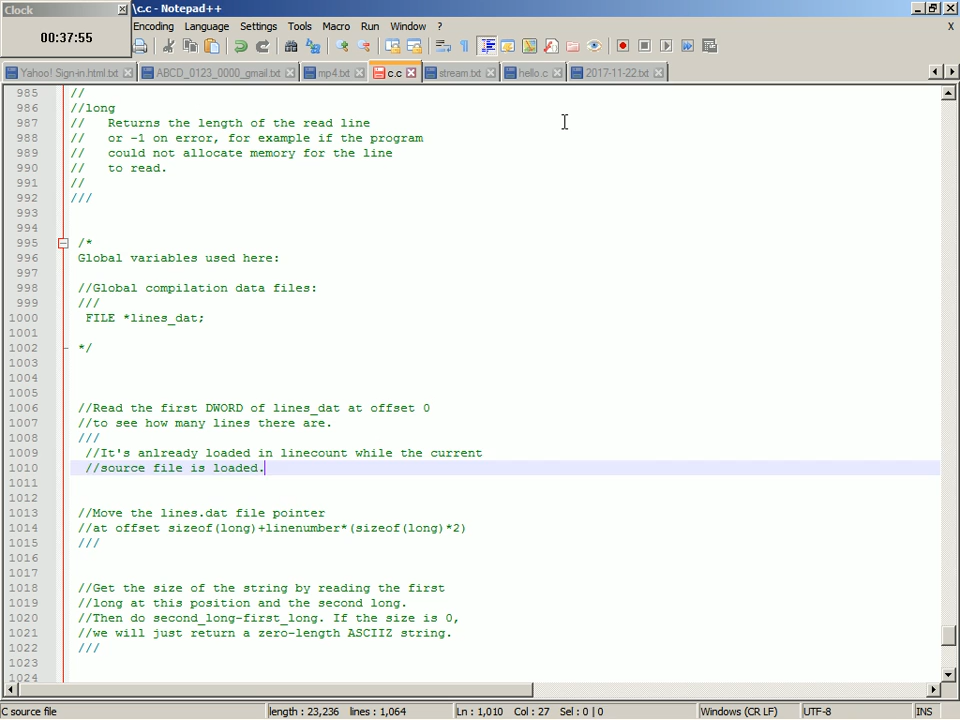 Clock
\c.c - Notepad++
00:37:55
Encoding Language Settings Tools Macro Run Window ? X
Yahoo! Sign-in.html.txt ABCD_0123_0000_gmail.txt mp4.txt c.c stream.txt hello.c 2017-11-22.txt
985 //
986 //long
987 // Returns the length of the read line
988 // or -1 on error, for example if the program
989 // could not allocate memory for the line
990 // to read.
991 //
992 ///
993
994
995 /*
996 Global variables used here:
997
998 //Global compilation data files:
999 ///
1000 FILE *lines_dat;
1001
1002 */
1003
1004
1005
1006 //Read the first DWORD of lines_dat at offset 0
1007 //to see how many lines there are.
1008 ///
1009 //It's anlready loaded in linecount while the current
1010 //source file is loaded.
1011
1012
1013 //Move the lines.dat file pointer
1014 //at offset sizeof(long)+linenumber*(sizeof(long)*2)
1015 ///
1016
1017
1018 //Get the size of the string by reading the first
1019 //long at this position and the second long.
1020 //Then do second_long-first_long. If the size is 0,
1021 //we will just return a zero-length ASCIIZ string.
1022 ///
1023
1024
C source file length : 23,236 lines : 1,064 Ln : 1,010 Col : 27 Sel : 0 | 0 Windows (CR LF) UTF-8 INS